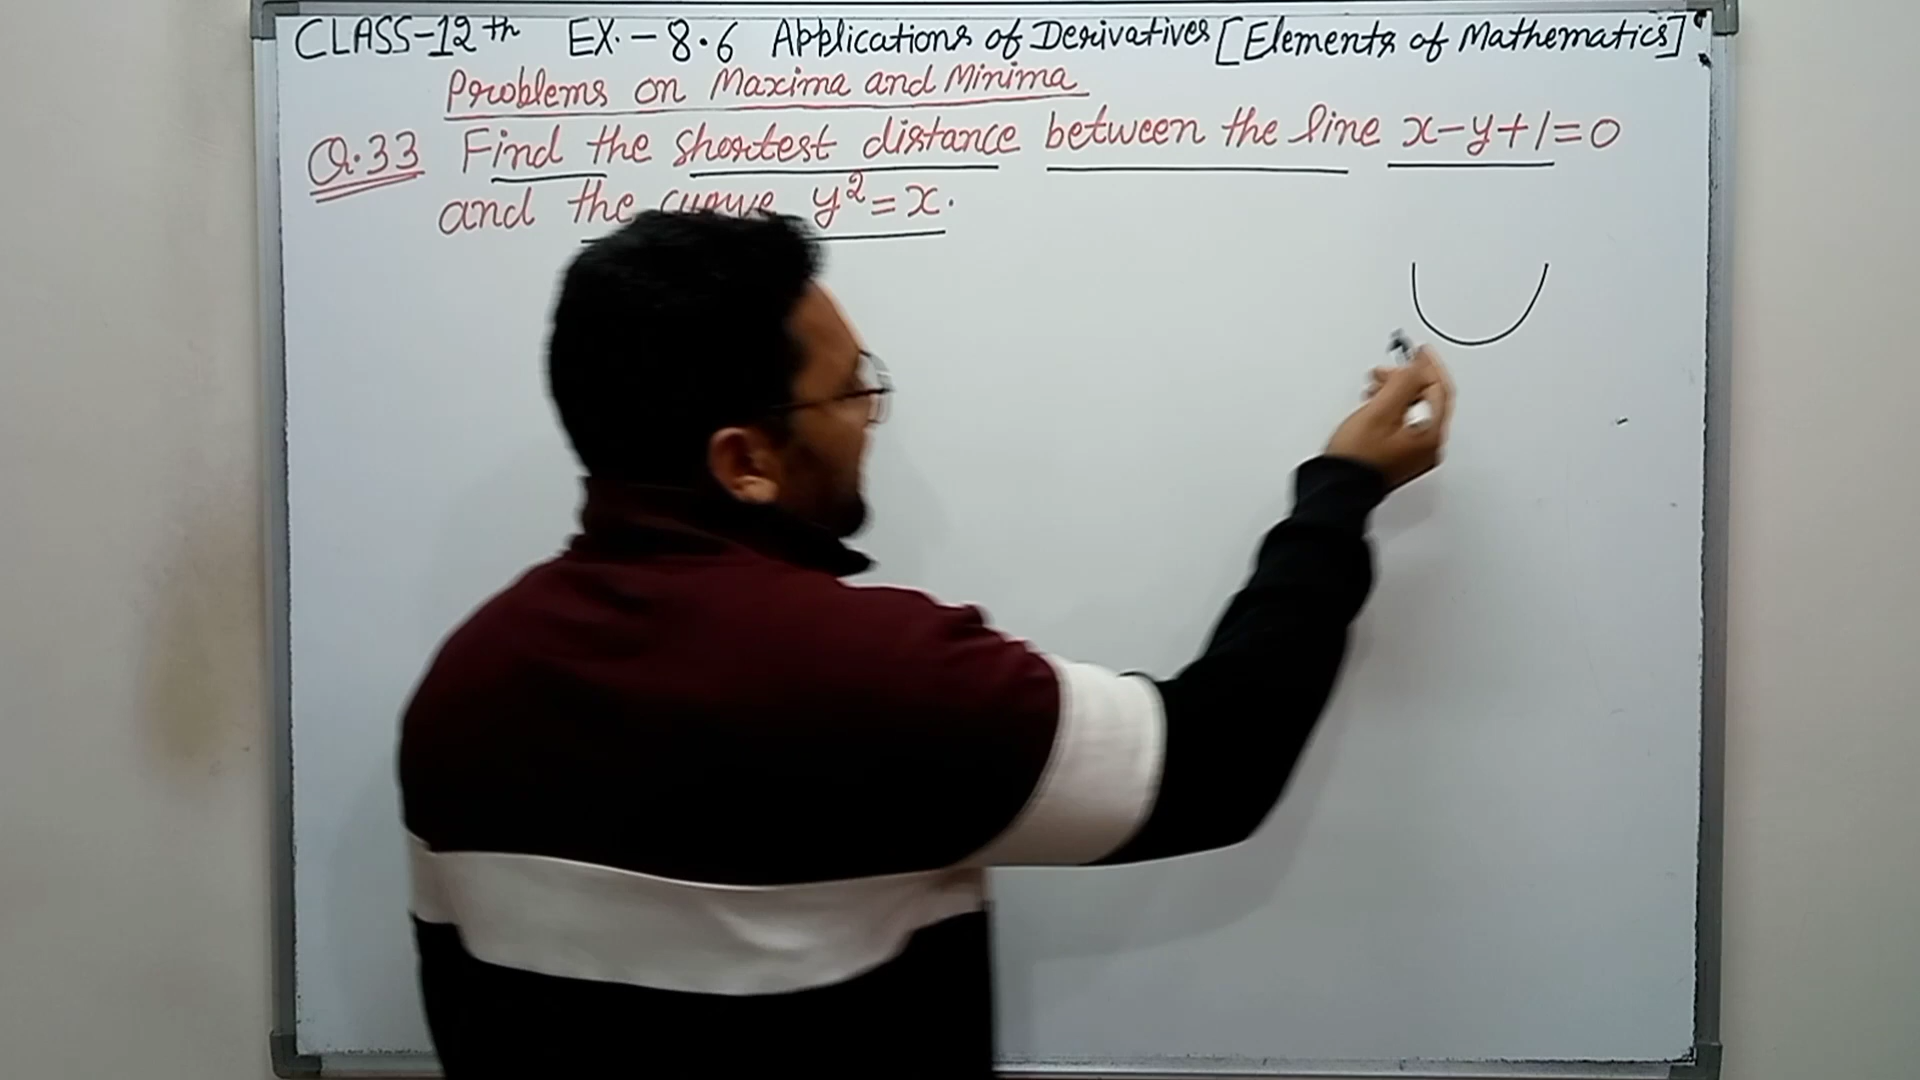 CLASS-12th EX.-8.6 Applications of Derivatives [Elements of Mathematics]
Problems on Maxima and Minima
Q.33 Find the shortest distance between the line x-y+1=0
and the curve y²=x.